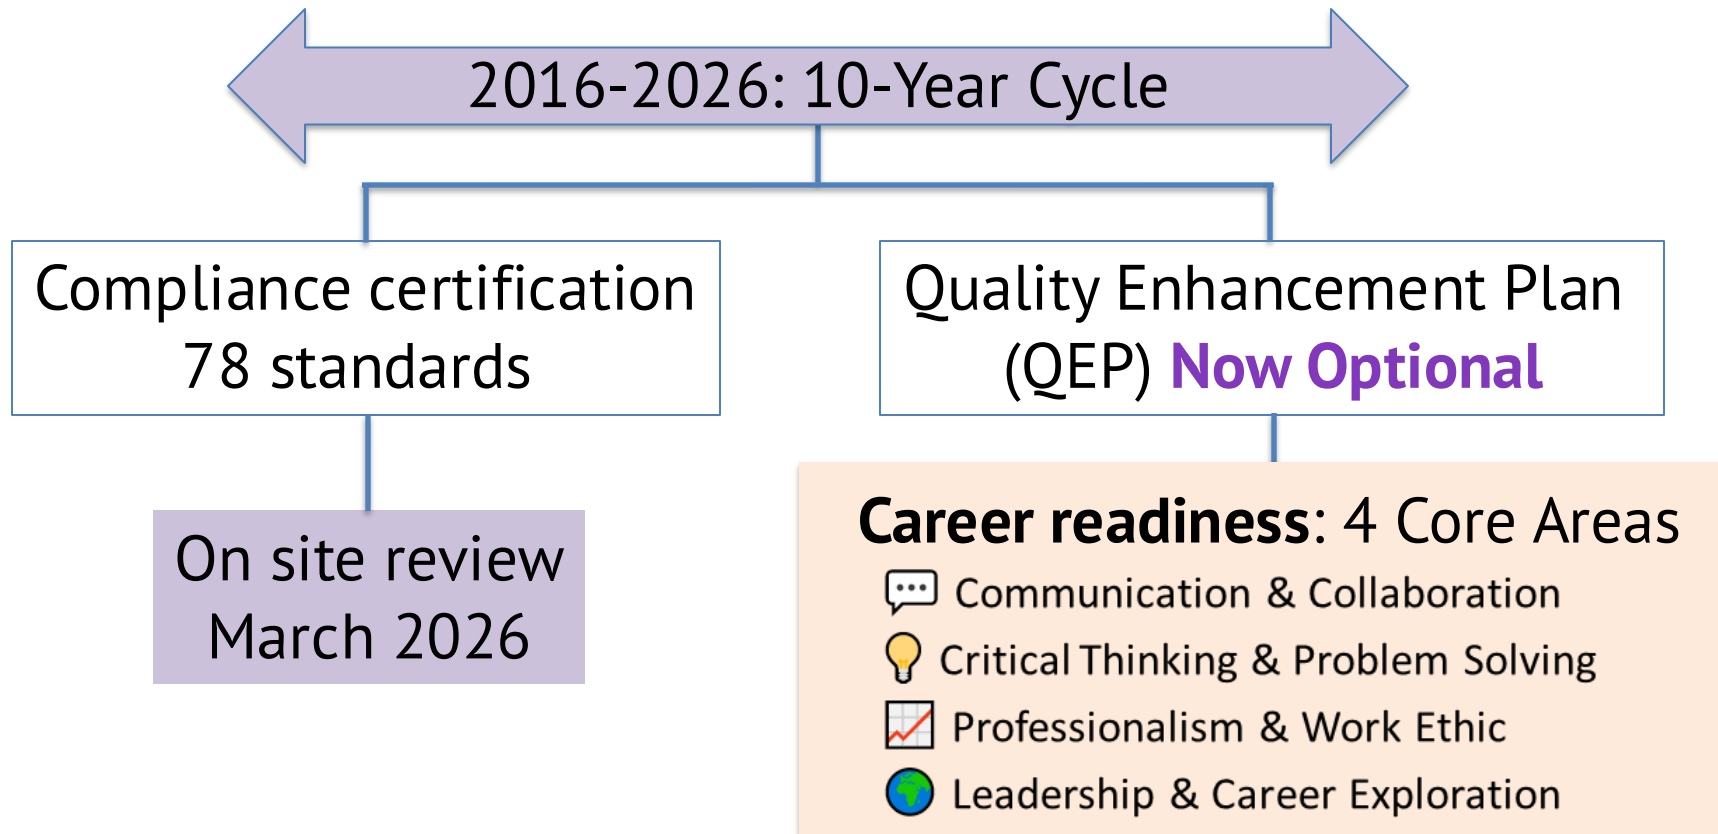 2016-2026: 10-Year Cycle
Compliance certification
78 standards
On site review
March 2026
Quality Enhancement Plan
(QEP) Now Optional
Career readiness: 4 Core Areas
Communication & Collaboration
Critical Thinking & Problem Solving
Professionalism & Work Ethic
Leadership & Career Exploration